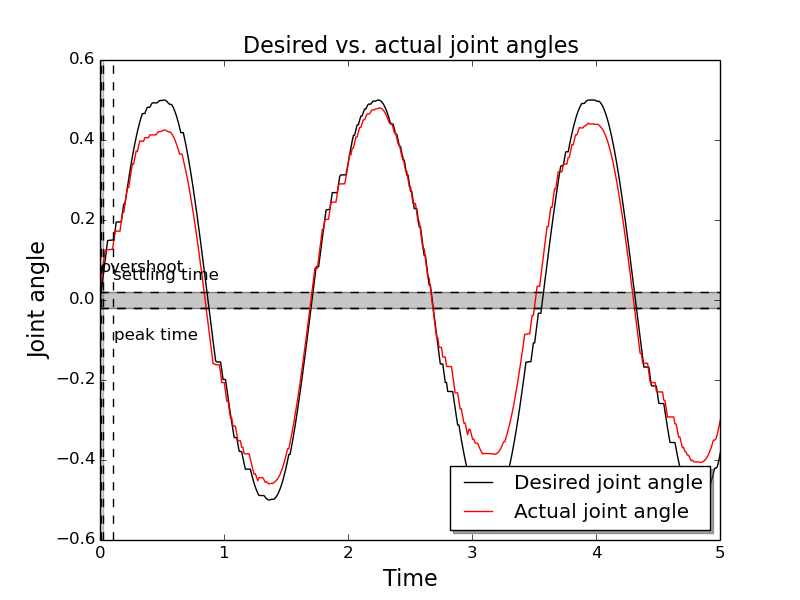 Desired vs. actual joint angles
0.6
0.4
0.2
0.0
−0.2
−0.4
−0.6
Joint angle
overshoot
settling time
peak time
Desired joint angle
Actual joint angle
0 1 2 3 4 5
Time